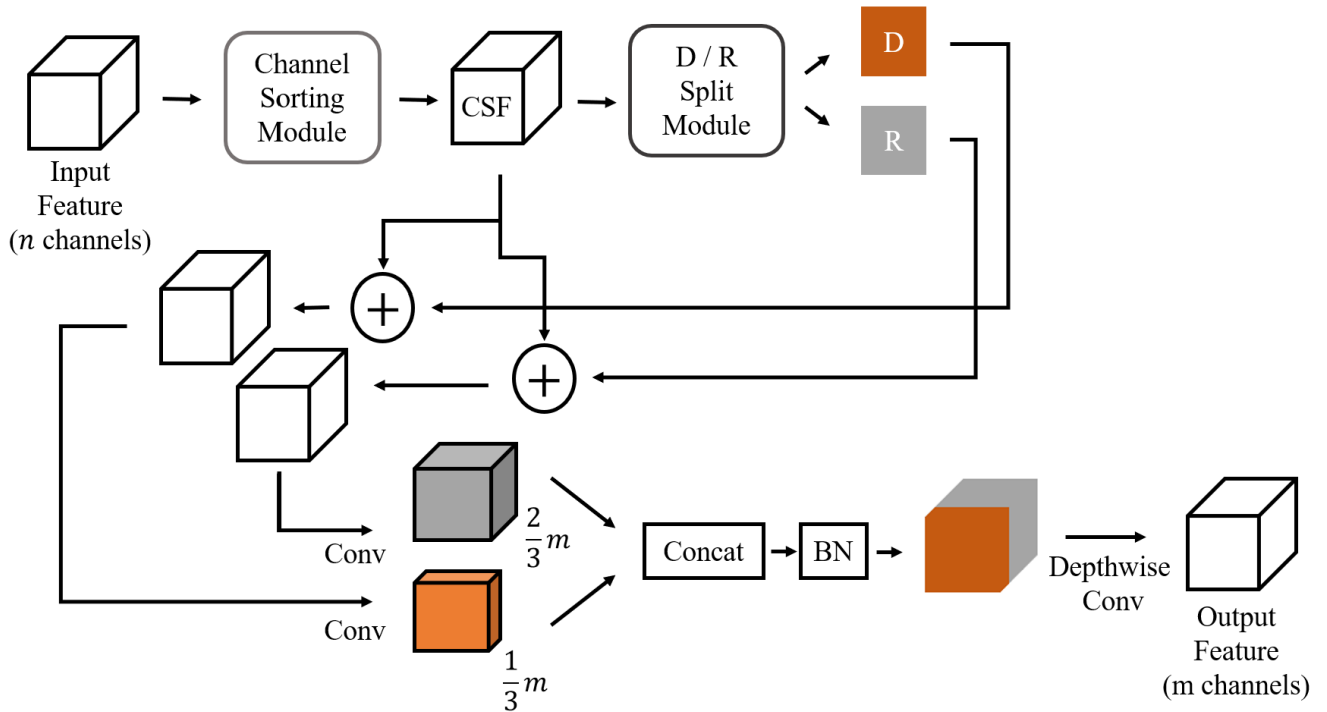 Channel
Sorting
Module
CSF
D / R
Split
Module
D
R
Input
Feature
(n channels)
+
+
Conv
2/3 m
Conv
1/3 m
Concat
BN
Depthwise
Conv
Output
Feature
(m channels)